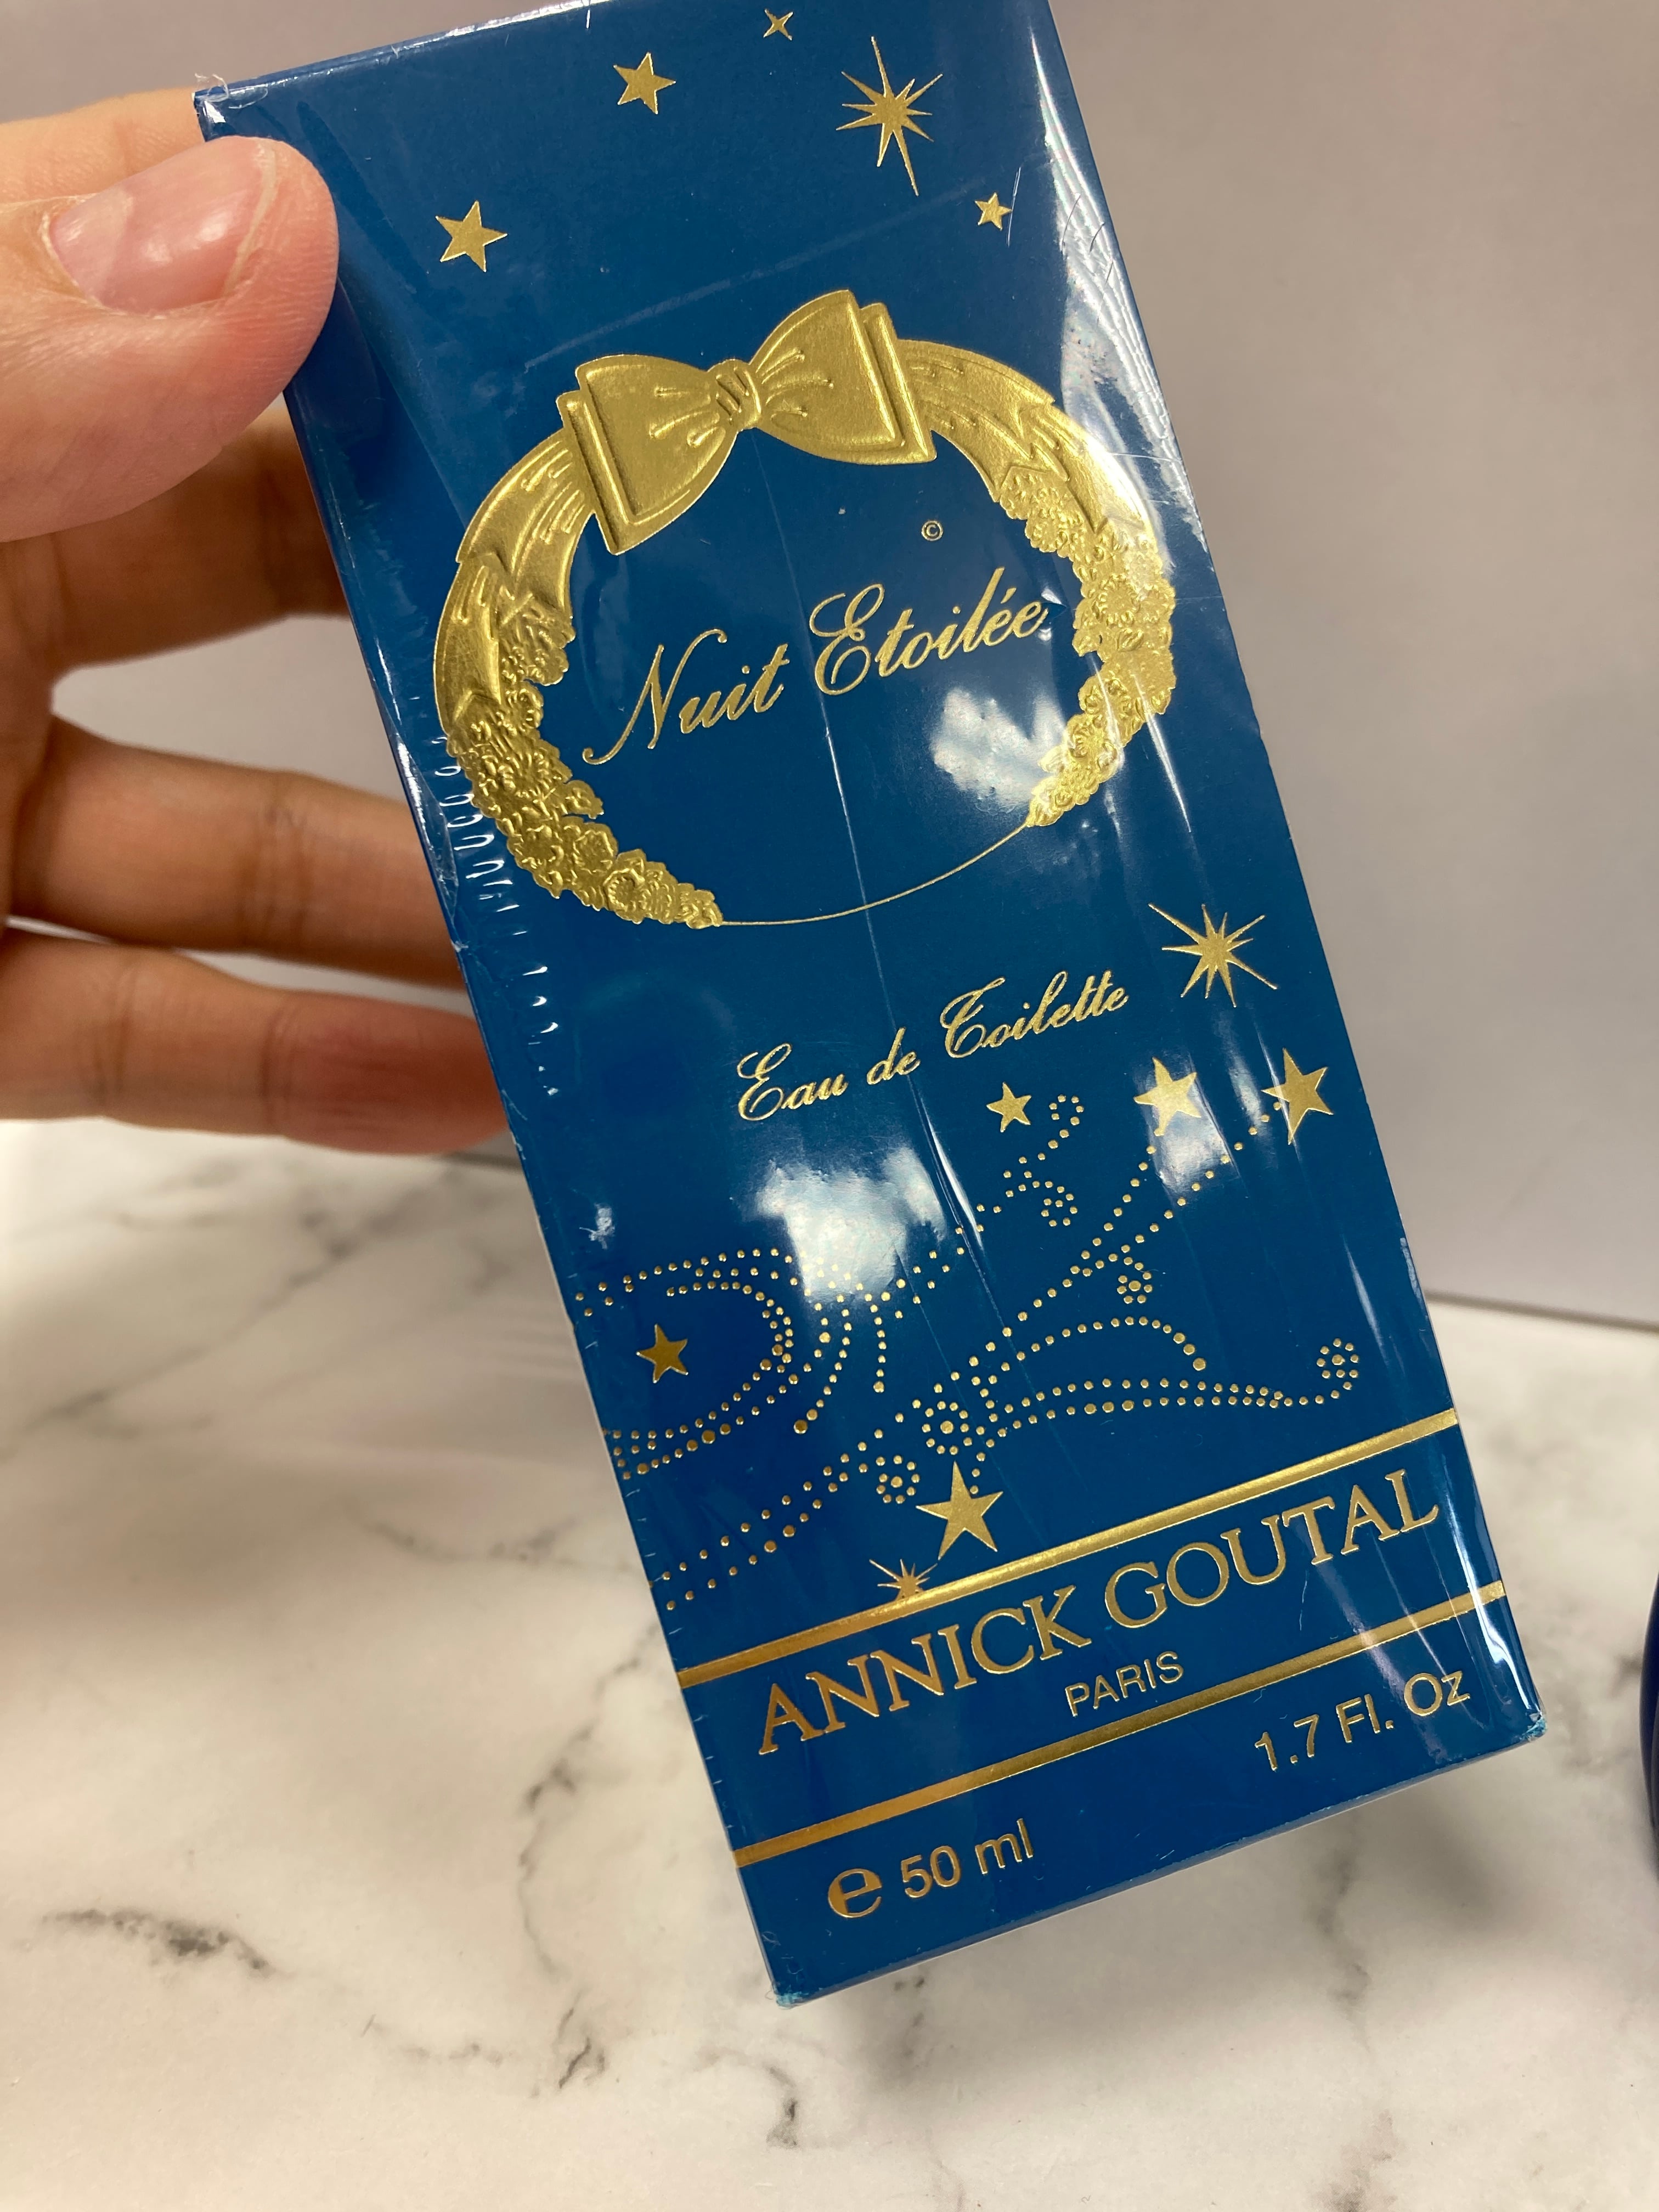 ©
Nuit Etoilée
Eau de Toilette
ANNICK GOUTAL
PARIS
℮ 50 ml 1.7 Fl. Oz